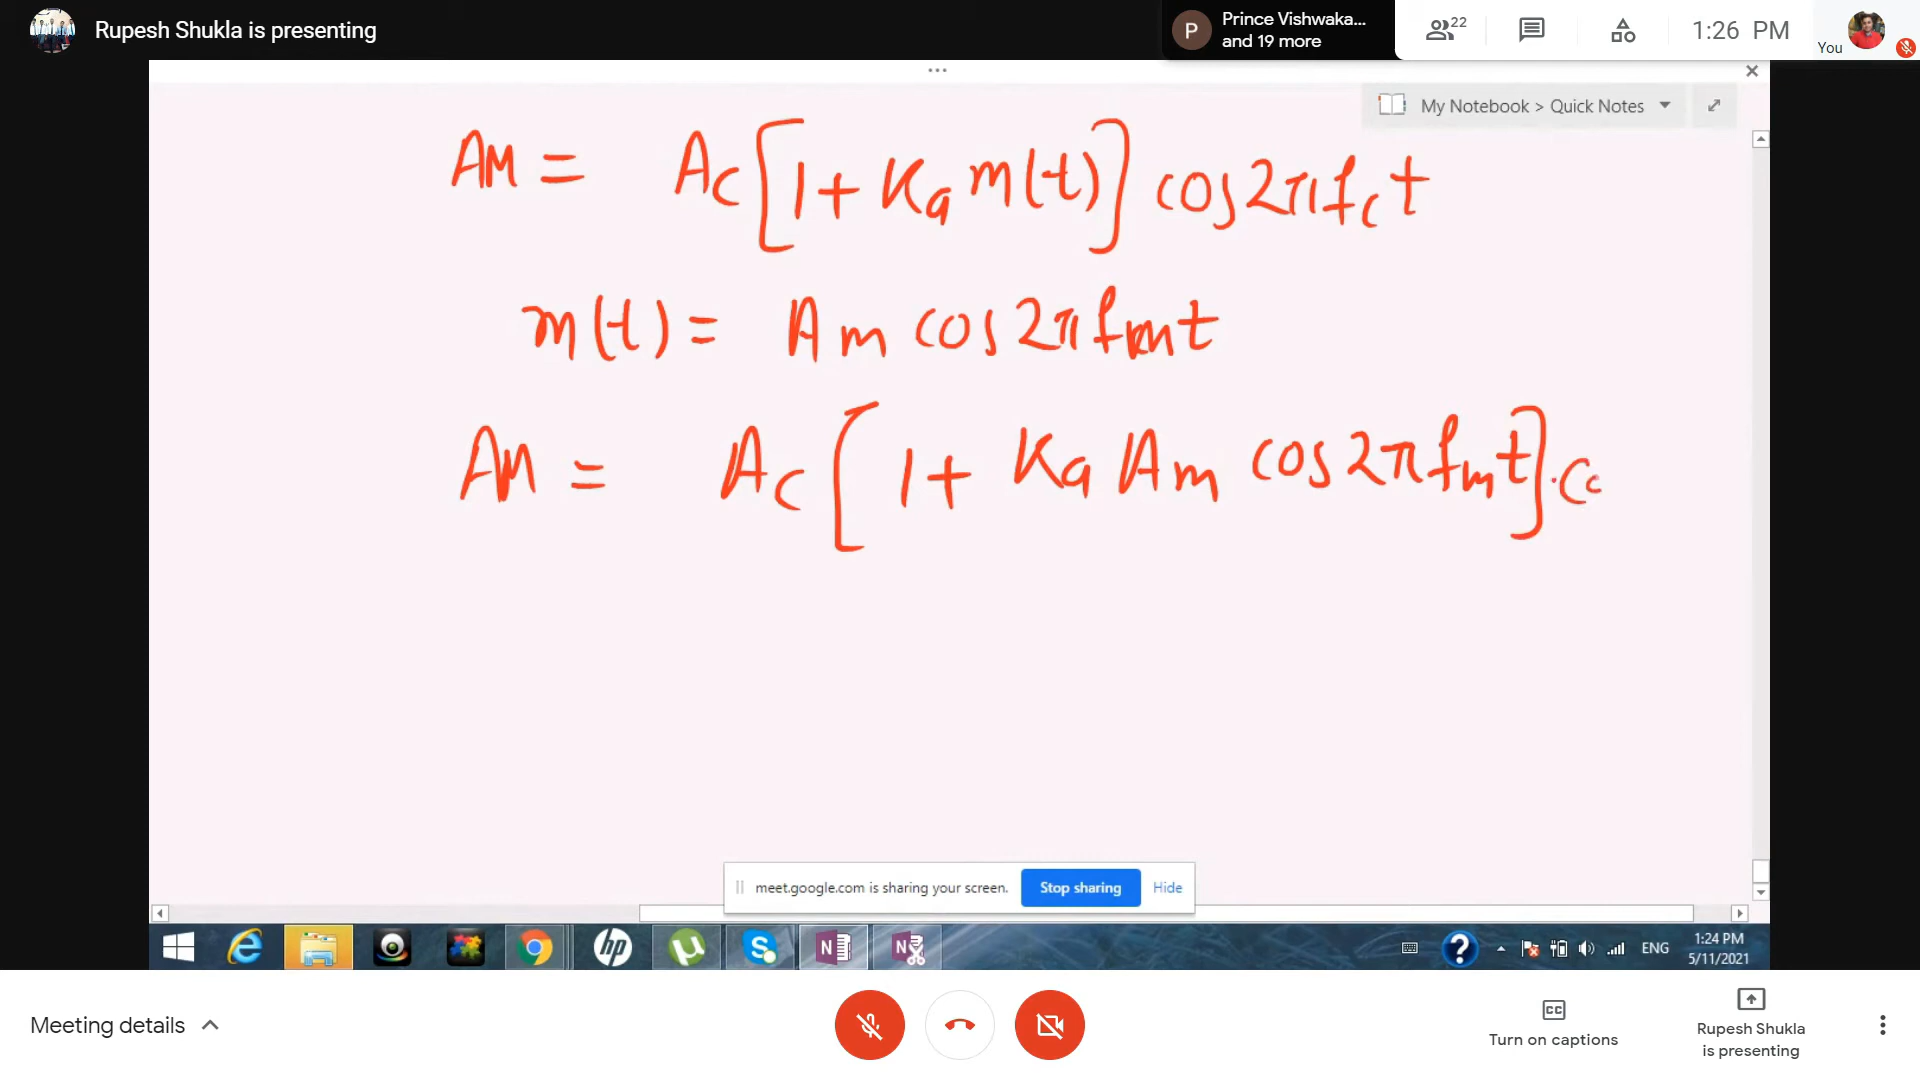 Rupesh Shukla is presenting
P
Prince Vishwaka...
and 19 more
22
1:26 PM
You
My Notebook > Quick Notes
AM = Ac[1+Ka m(t)] cos2πfct
m(t) = Am cos2πfmt
AM = Ac[1+ Ka Am cos2πfmt].Co
meet.google.com is sharing your screen.
Stop sharing
Hide
hp
ENG
1:24 PM
5/11/2021
Meeting details
CC
Turn on captions
Rupesh Shukla
is presenting